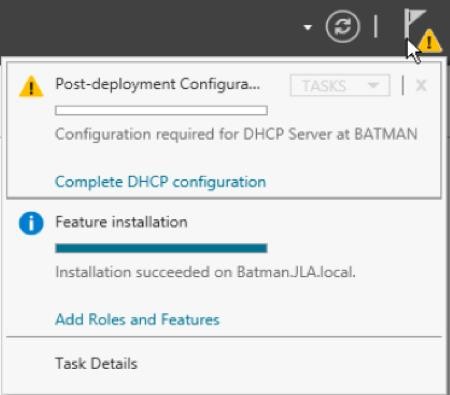 Post-deployment Configura...
TASKS
X
Configuration required for DHCP Server at BATMAN
Complete DHCP configuration
Feature installation
Installation succeeded on Batman.JLA.local.
Add Roles and Features
Task Details